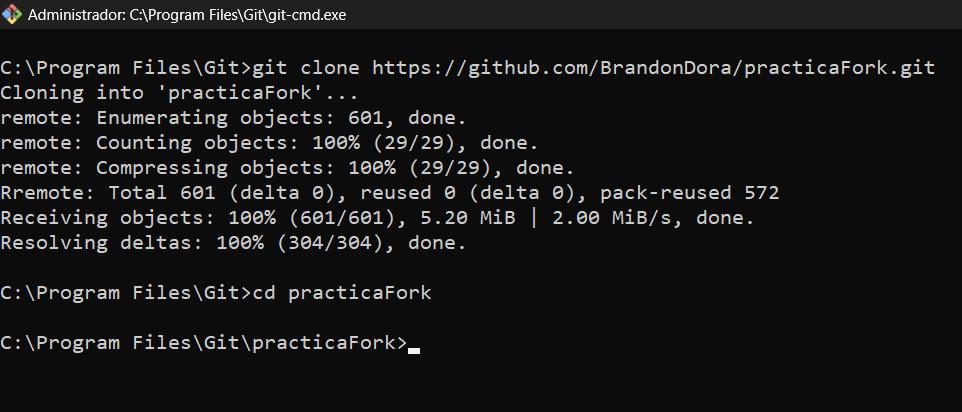 Administrador: C:\Program Files\Git\git-cmd.exe
C:\Program Files\Git>git clone https://github.com/BrandonDora/practicaFork.git
Cloning into 'practicaFork'...
remote: Enumerating objects: 601, done.
remote: Counting objects: 100% (29/29), done.
remote: Compressing objects: 100% (29/29), done.
Rremote: Total 601 (delta 0), reused 0 (delta 0), pack-reused 572
Receiving objects: 100% (601/601), 5.20 MiB | 2.00 MiB/s, done.
Resolving deltas: 100% (304/304), done.
C:\Program Files\Git>cd practicaFork
C:\Program Files\Git\practicaFork>